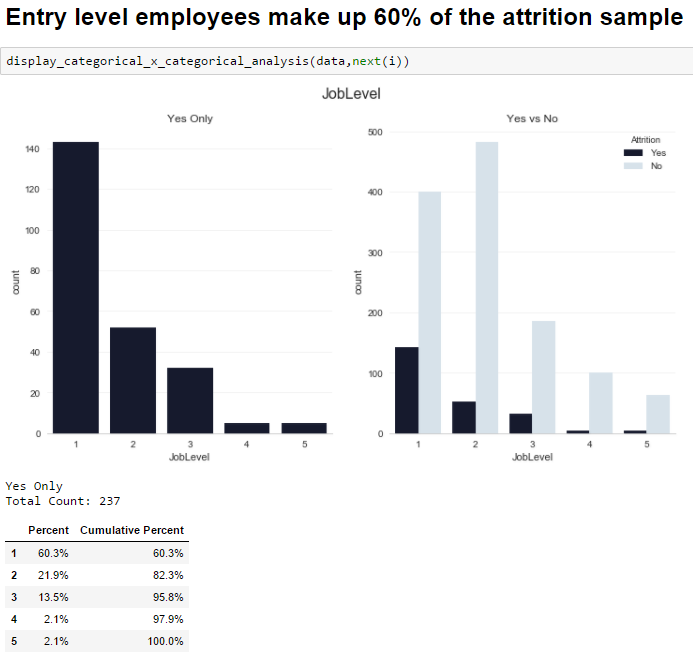 Entry level employees make up 60% of the attrition sample
display_categorical_x_categorical_analysis(data,next(i))
JobLevel
Yes Only
140
120
100
80
60
40
20
0
count
1 2 3 4 5
JobLevel
Yes vs No
500
400
300
200
100
0
count
Attrition
Yes
No
1 2 3 4 5
JobLevel
Yes Only
Total Count: 237
Percent Cumulative Percent
1 60.3% 60.3%
2 21.9% 82.3%
3 13.5% 95.8%
4 2.1% 97.9%
5 2.1% 100.0%